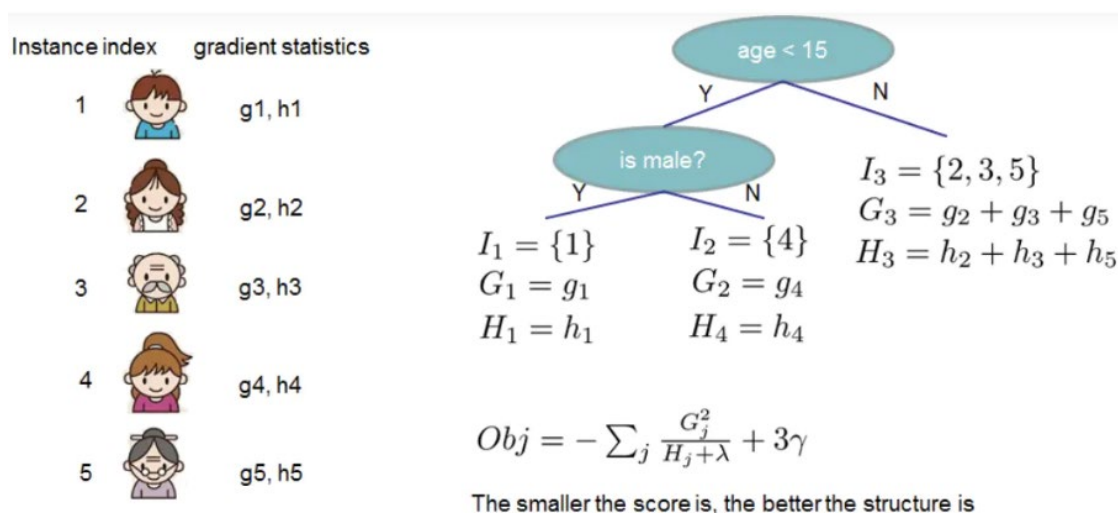 Instance index gradient statistics
1 g1, h1
2 g2, h2
3 g3, h3
4 g4, h4
5 g5, h5
age < 15
Y N
is male?
Y N
I₁ = {1}
G₁ = g₁
H₁ = h₁
I₂ = {4}
G₂ = g₄
H₄ = h₄
I₃ = {2, 3, 5}
G₃ = g₂ + g₃ + g₅
H₃ = h₂ + h₃ + h₅
Obj = − ∑ⱼ Gⱼ² / (Hⱼ+λ) + 3γ
The smaller the score is, the better the structure is